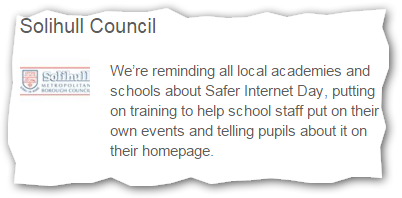 Solihull Council
Solihull
METROPOLITAN
BOROUGH COUNCIL
We're reminding all local academies and
schools about Safer Internet Day, putting
on training to help school staff put on their
own events and telling pupils about it on
their homepage.